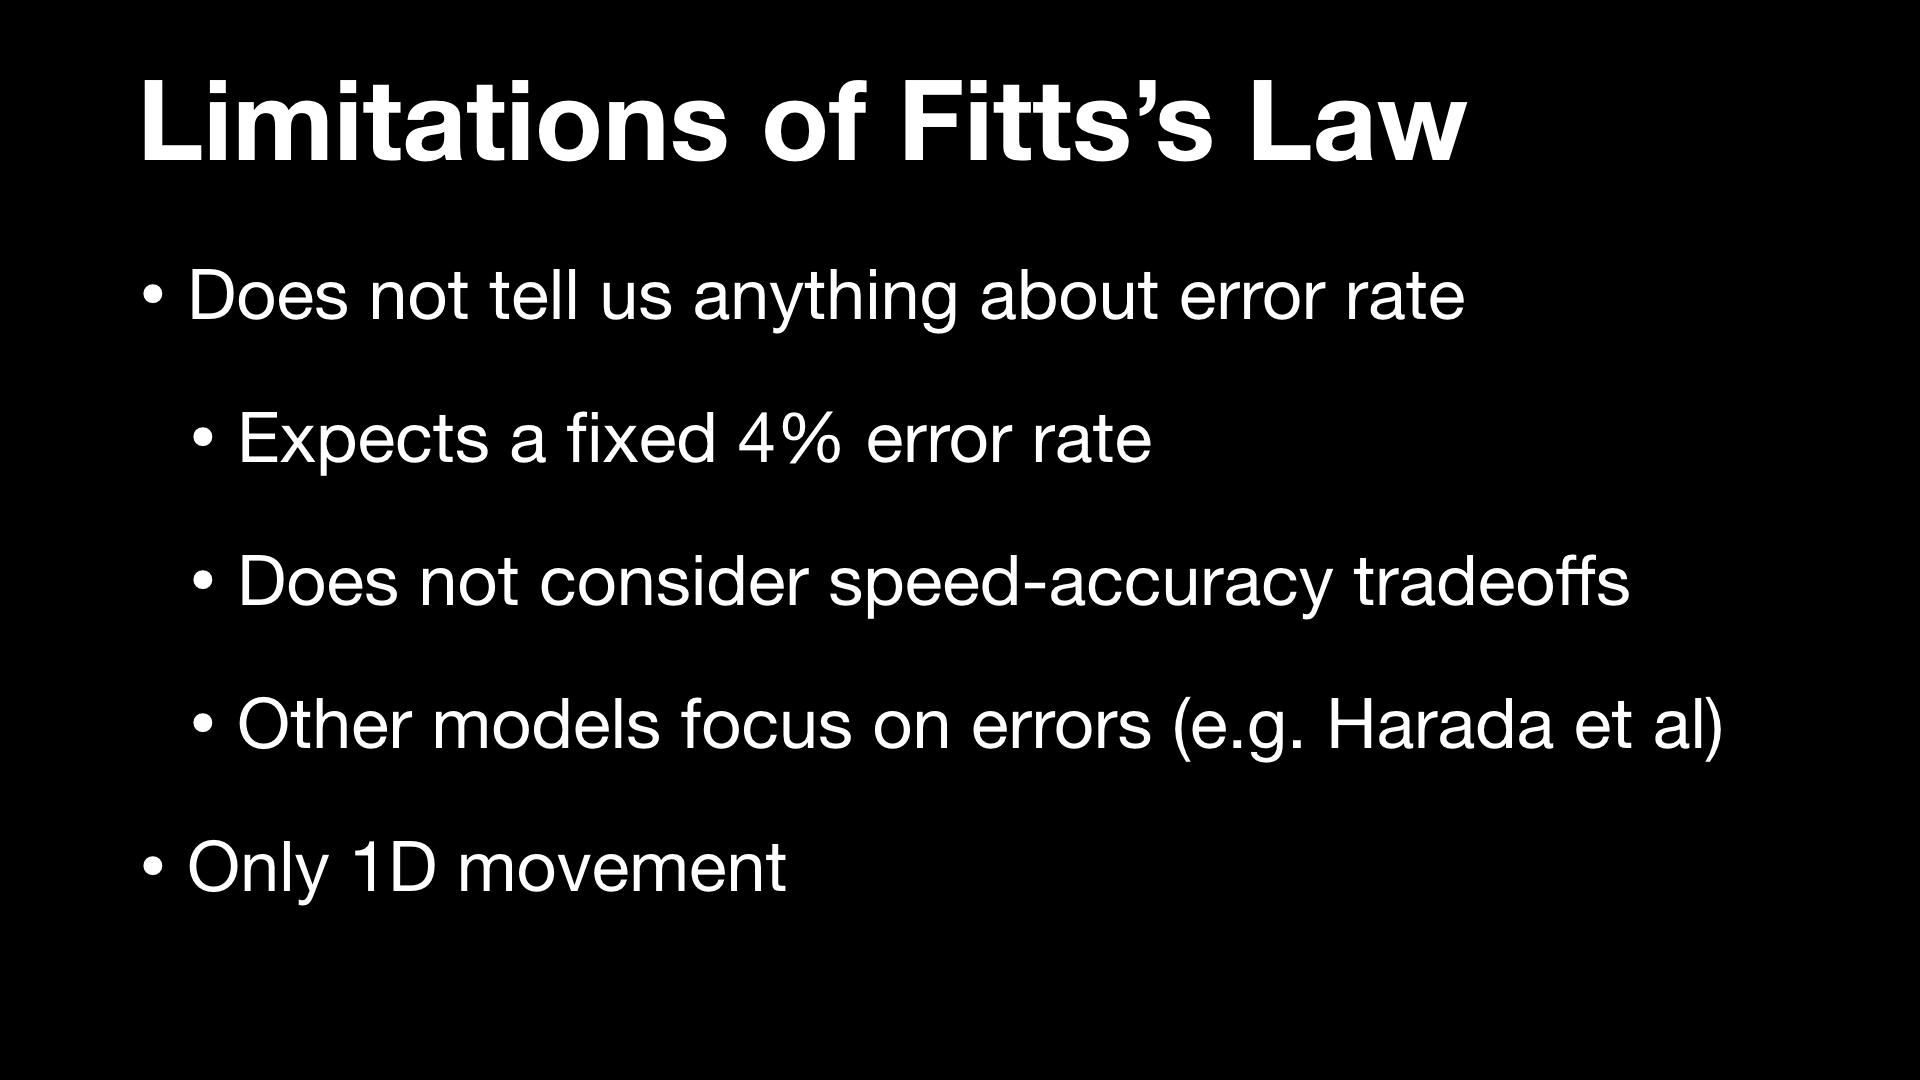 Limitations of Fitts’s Law
• Does not tell us anything about error rate
• Expects a fixed 4% error rate
• Does not consider speed-accuracy tradeoffs
• Other models focus on errors (e.g. Harada et al)
• Only 1D movement